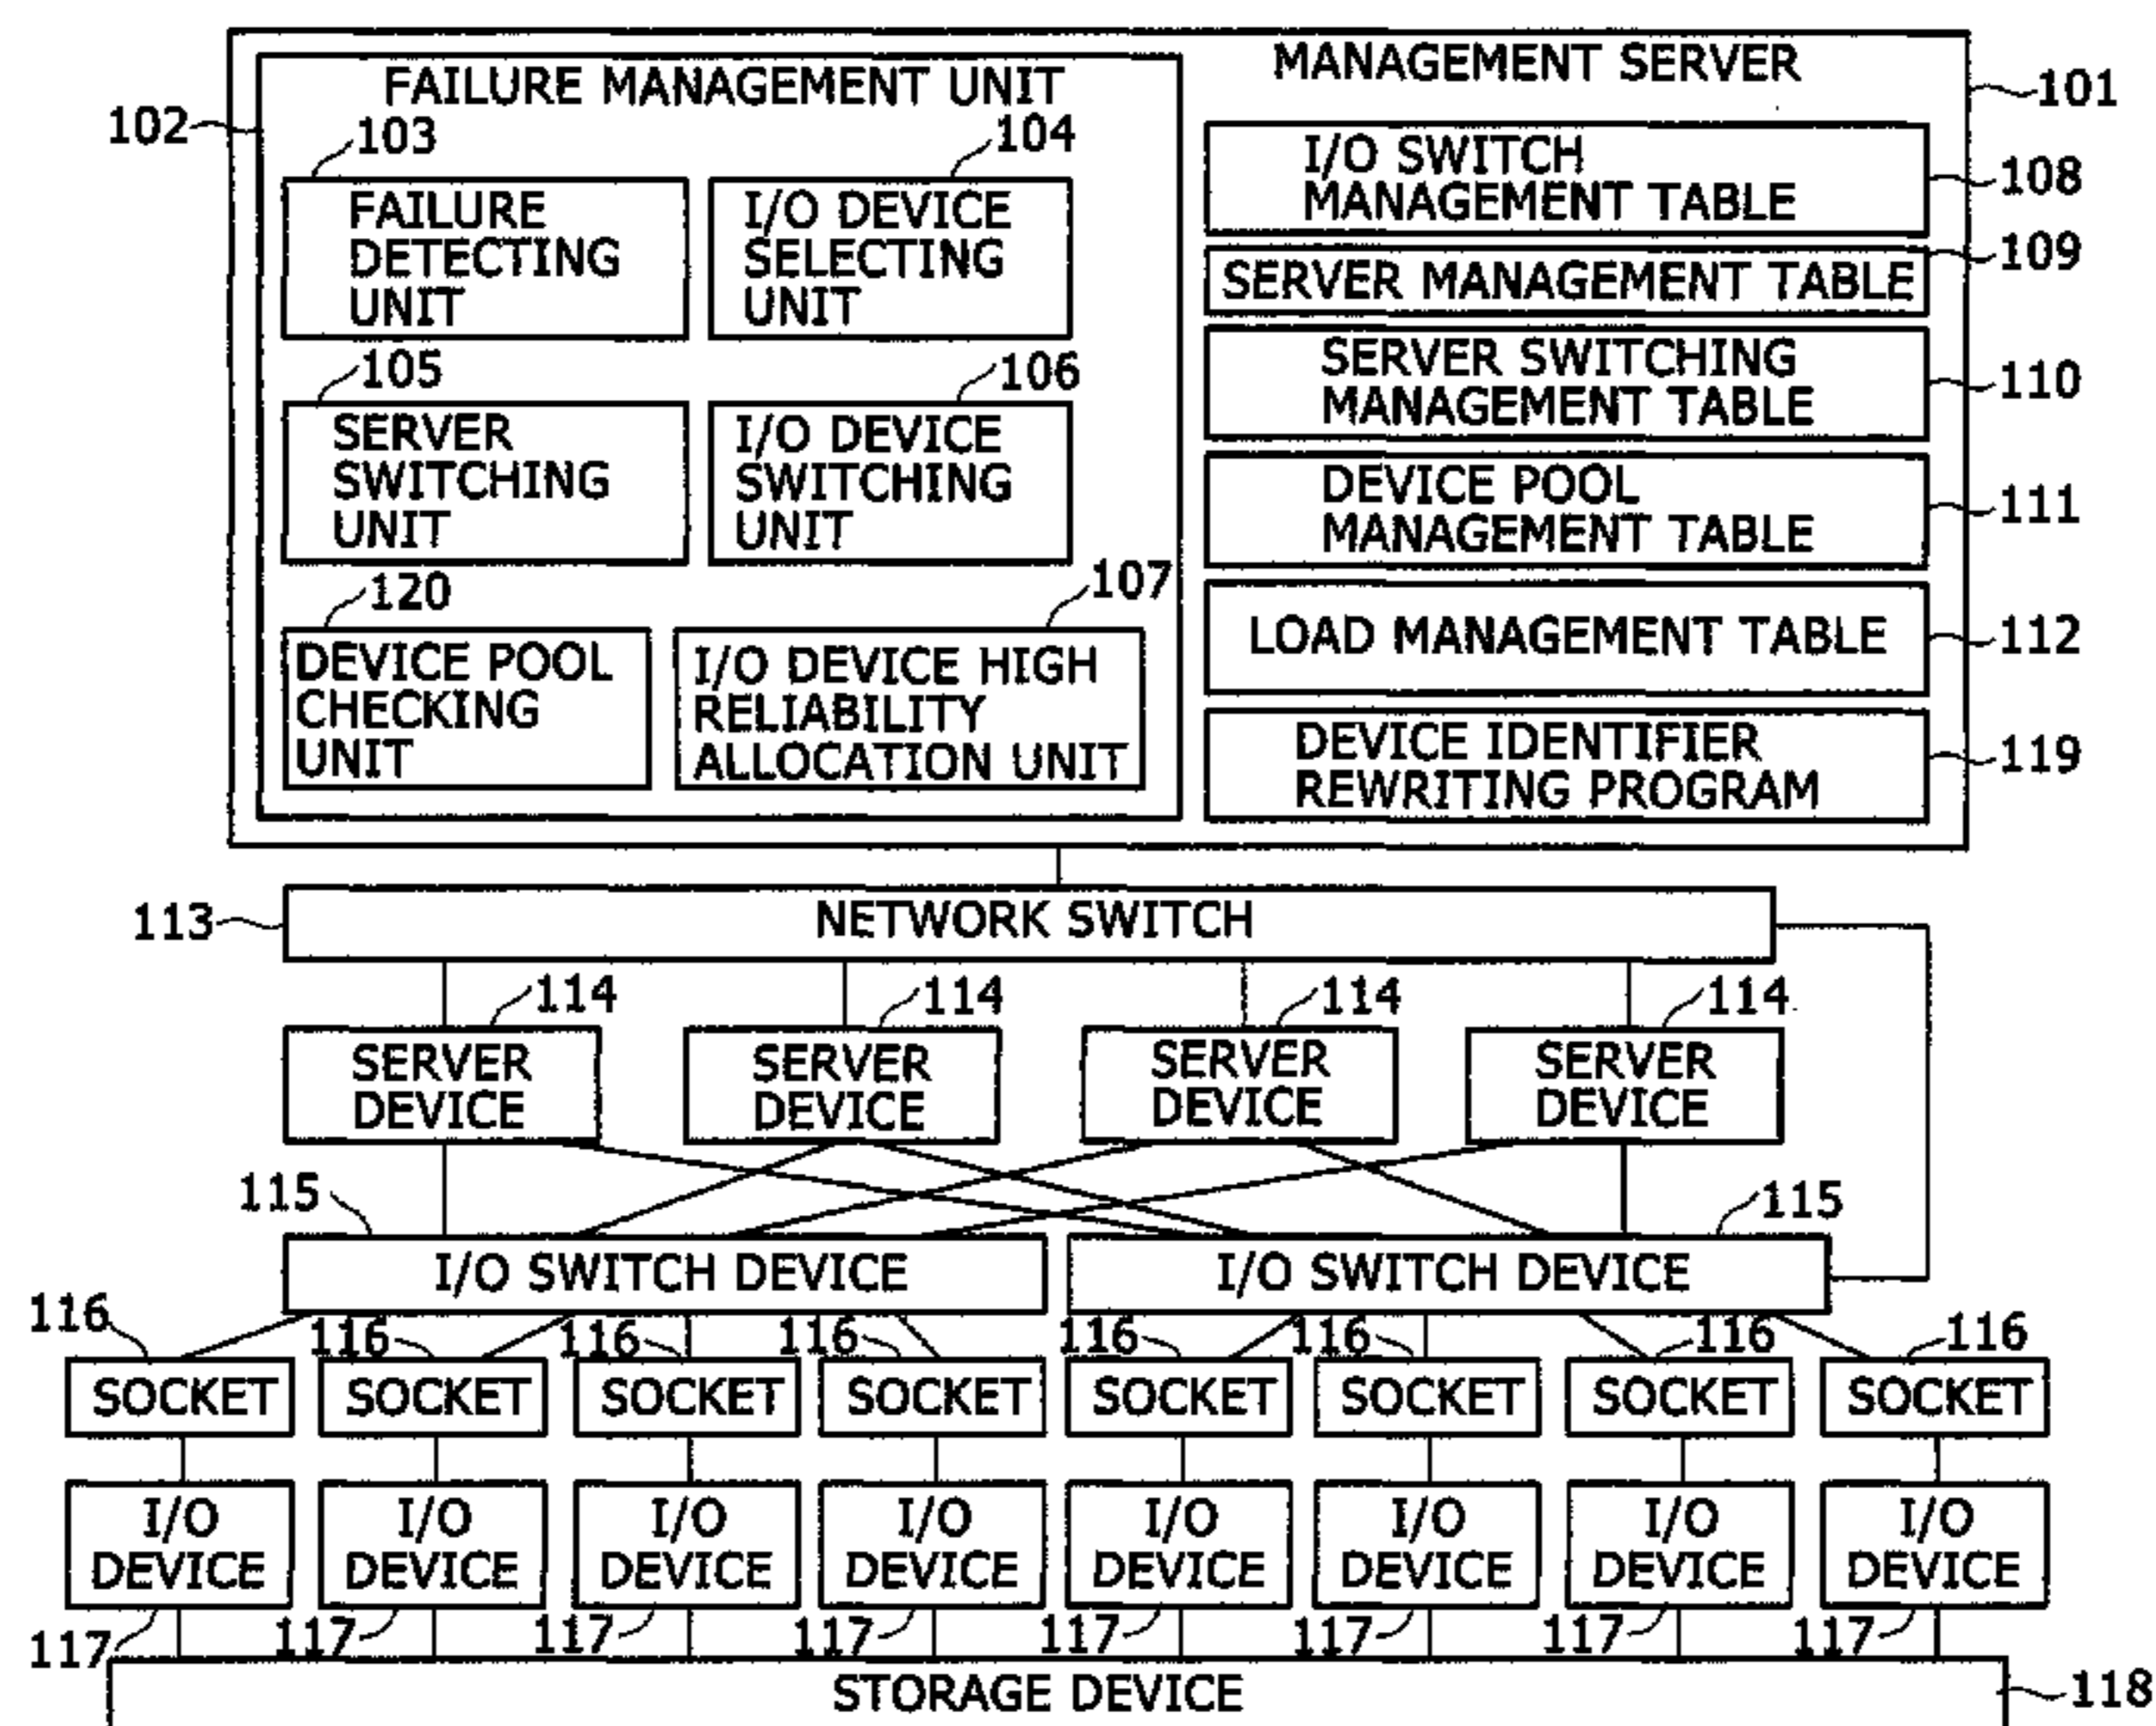 MANAGEMENT SERVER
101
FAILURE MANAGEMENT UNIT
102
103
FAILURE
DETECTING
UNIT
104
I/O DEVICE
SELECTING
UNIT
105
SERVER
SWITCHING
UNIT
106
I/O DEVICE
SWITCHING
UNIT
120
DEVICE POOL
CHECKING
UNIT
107
I/O DEVICE HIGH
RELIABILITY
ALLOCATION UNIT
I/O SWITCH
MANAGEMENT TABLE
108
SERVER MANAGEMENT TABLE
109
SERVER SWITCHING
MANAGEMENT TABLE
110
DEVICE POOL
MANAGEMENT TABLE
111
LOAD MANAGEMENT TABLE
112
DEVICE IDENTIFIER
REWRITING PROGRAM
119
113
NETWORK SWITCH
114
114
114
114
SERVER
DEVICE
SERVER
DEVICE
SERVER
DEVICE
SERVER
DEVICE
115
115
I/O SWITCH DEVICE
I/O SWITCH DEVICE
116
116
116
116
116
116
116
116
SOCKET
SOCKET
SOCKET
SOCKET
SOCKET
SOCKET
SOCKET
SOCKET
I/O
DEVICE
I/O
DEVICE
I/O
DEVICE
I/O
DEVICE
I/O
DEVICE
I/O
DEVICE
I/O
DEVICE
I/O
DEVICE
117
117
117
117
117
117
117
117
STORAGE DEVICE
118